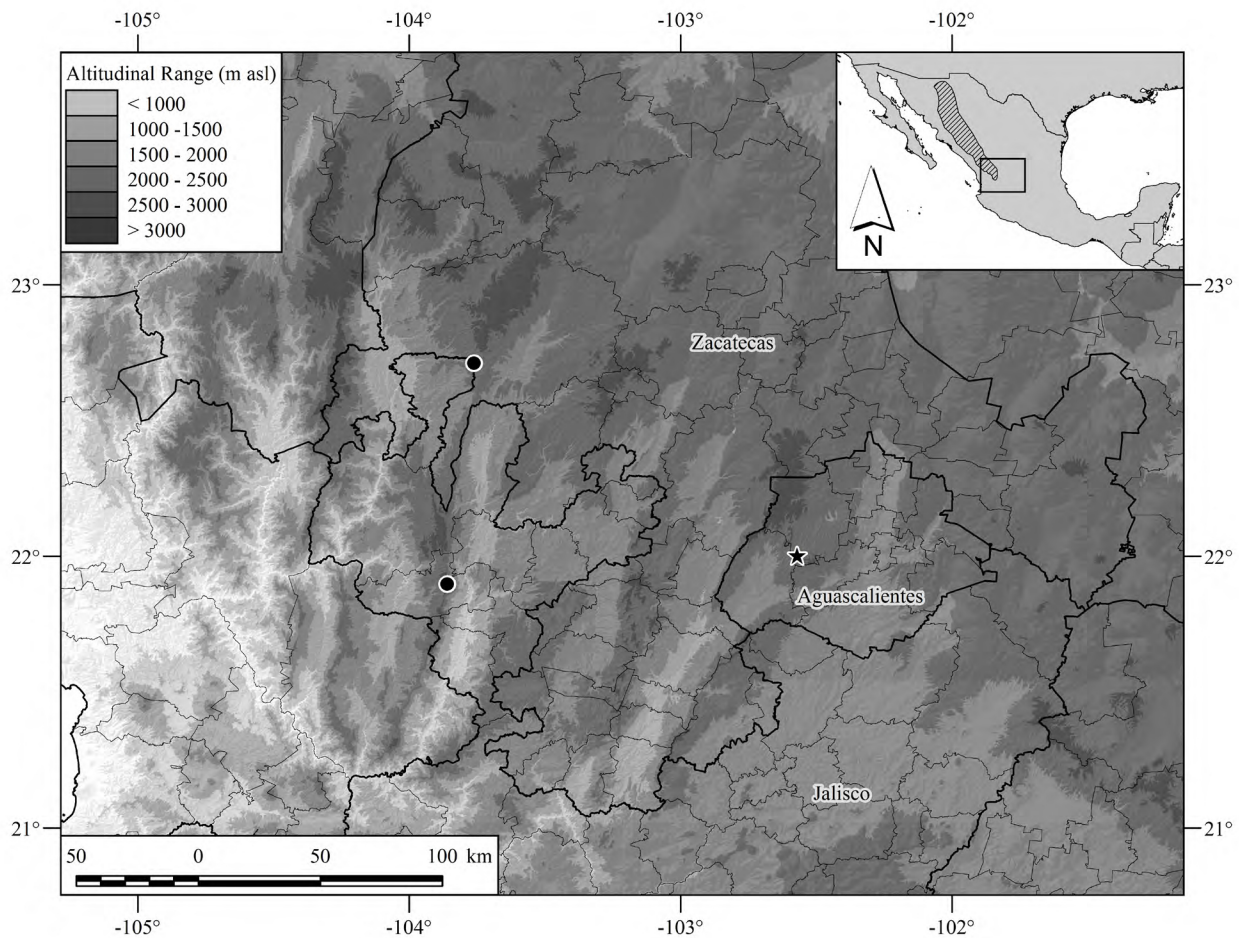 -105° -104° -103° -102°
Altitudinal Range (m asl)
< 1000
1000 -1500
1500 - 2000
2000 - 2500
2500 - 3000
> 3000
N
23° 23°
Zacatecas
22° 22°
Aguascalientes
Jalisco
21° 21°
50 0 50 100 km
-105° -104° -103° -102°